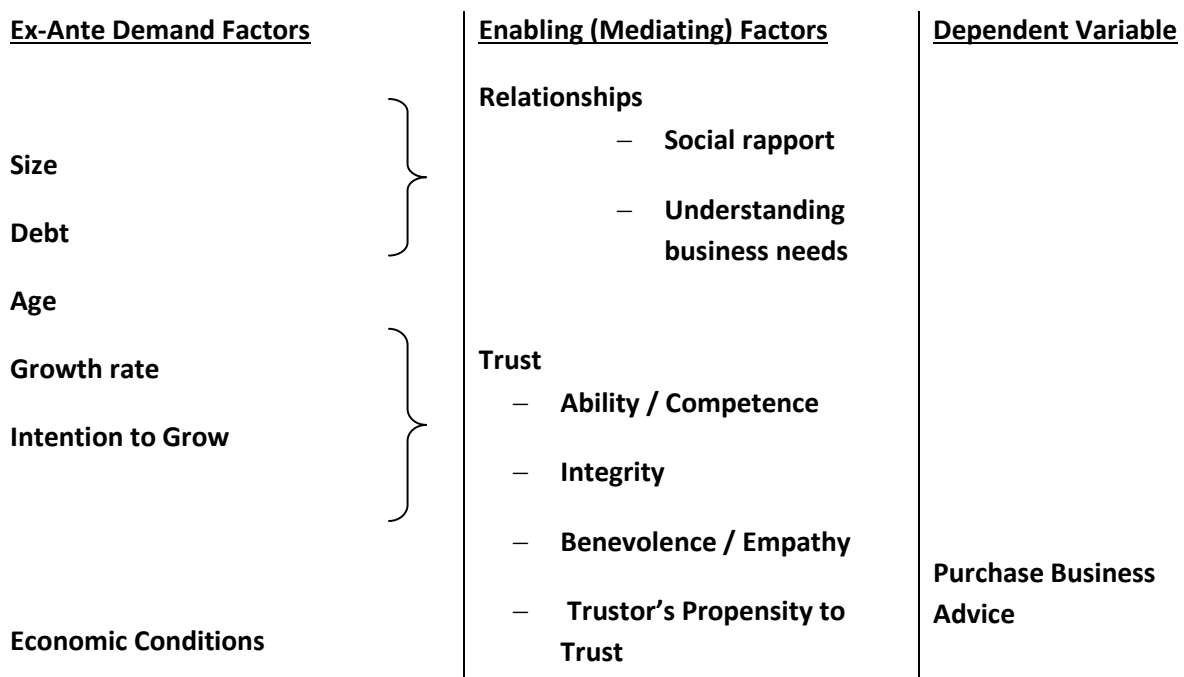 Ex-Ante Demand Factors
Size
Debt
Age
Growth rate
Intention to Grow
Economic Conditions
Enabling (Mediating) Factors
Relationships
– Social rapport
– Understanding
business needs
Trust
– Ability / Competence
– Integrity
– Benevolence / Empathy
– Trustor’s Propensity to
Trust
Dependent Variable
Purchase Business
Advice